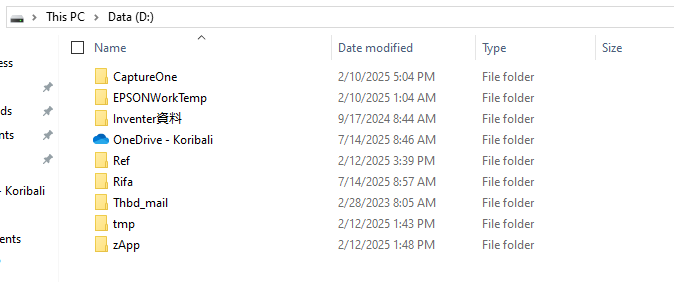 This PC > Data (D:)
Name Date modified Type Size
ess
CaptureOne 2/10/2025 5:04 PM File folder
EPSONWorkTemp 2/10/2025 1:04 AM File folder
ds
Inventer資料 9/17/2024 8:44 AM File folder
nts
OneDrive - Koribali 7/14/2025 8:46 AM File folder
Ref 2/12/2025 3:39 PM File folder
Rifa 7/14/2025 8:57 AM File folder
- Koribali
Thbd_mail 2/28/2023 8:05 AM File folder
tmp 2/12/2025 1:43 PM File folder
ents
zApp 2/12/2025 1:48 PM File folder